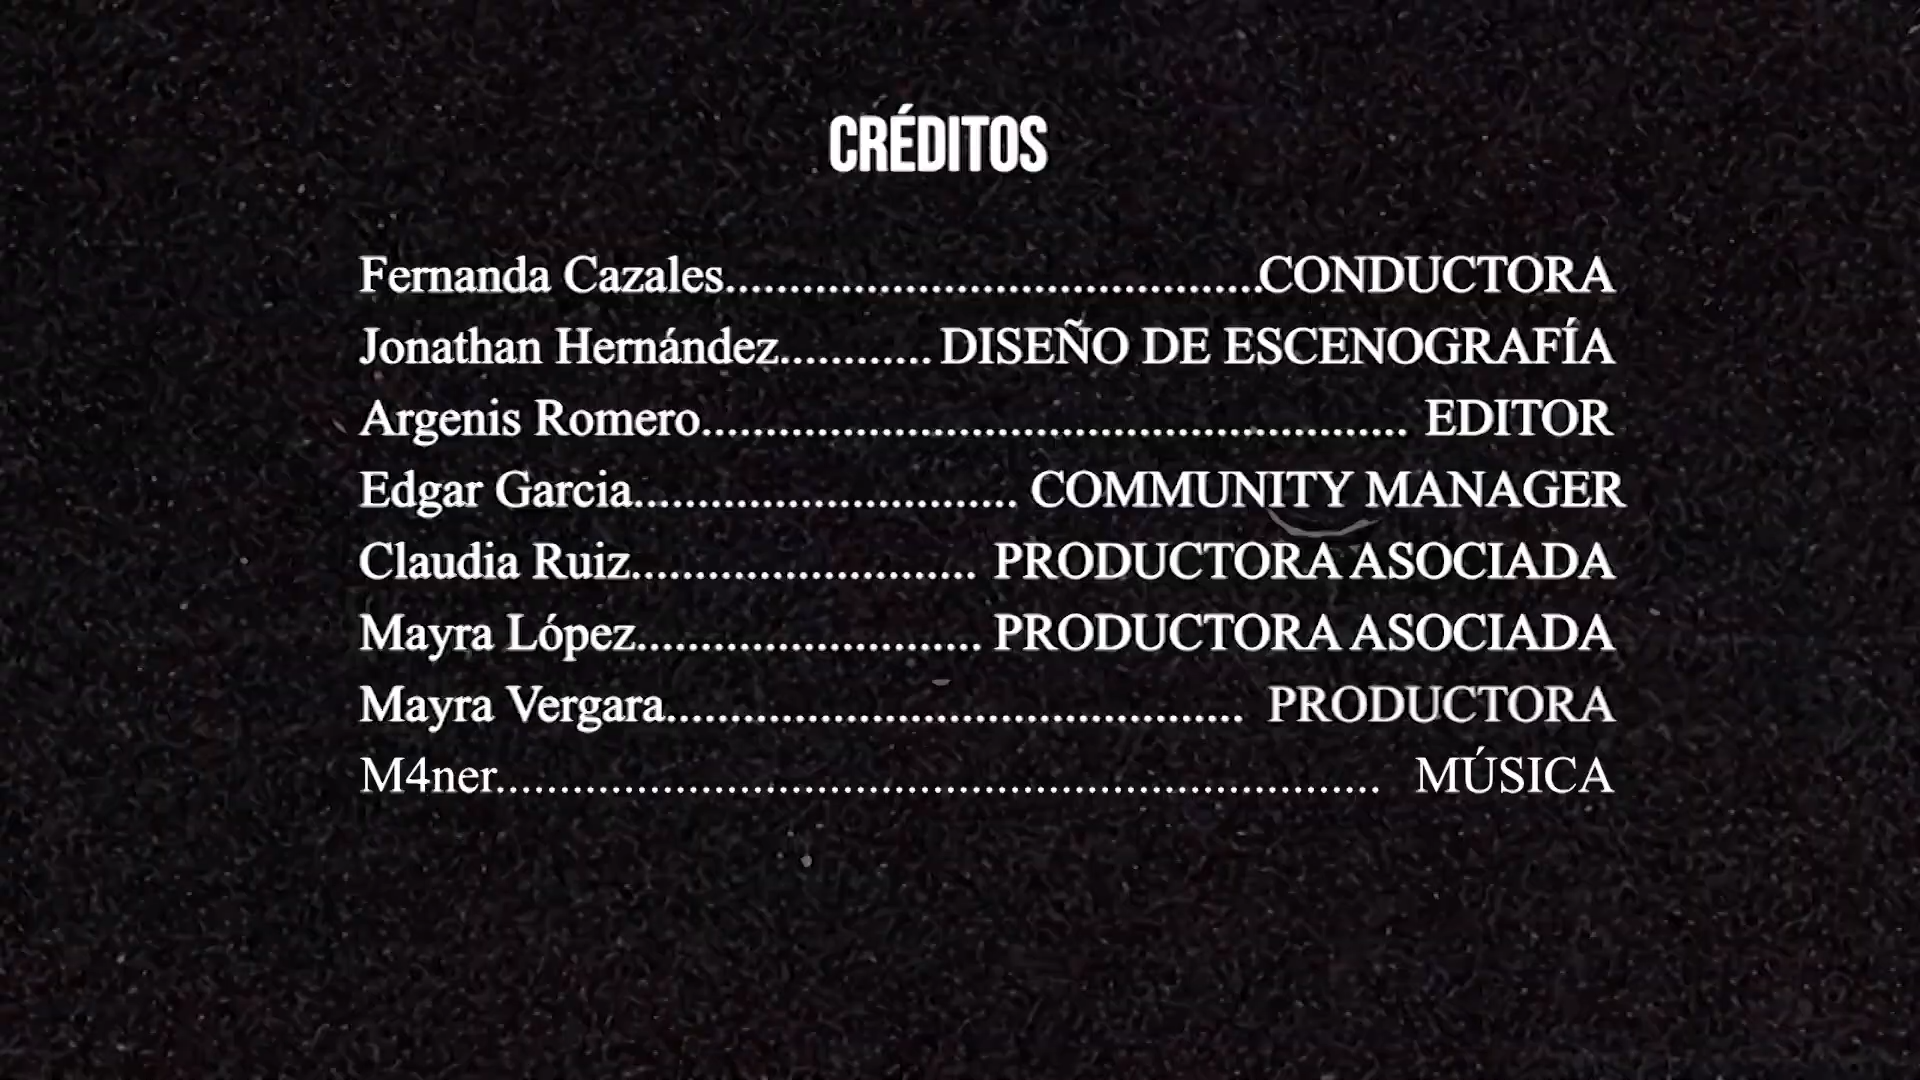 CRÉDITOS
Fernanda Cazales..........................................CONDUCTORA
Jonathan Hernández............ DISEÑO DE ESCENOGRAFÍA
Argenis Romero....................................................... EDITOR
Edgar Garcia.............................. COMMUNITY MANAGER
Claudia Ruiz........................... PRODUCTORA ASOCIADA
Mayra López........................... PRODUCTORA ASOCIADA
Mayra Vergara............................................. PRODUCTORA
M4ner..................................................................... MÚSICA